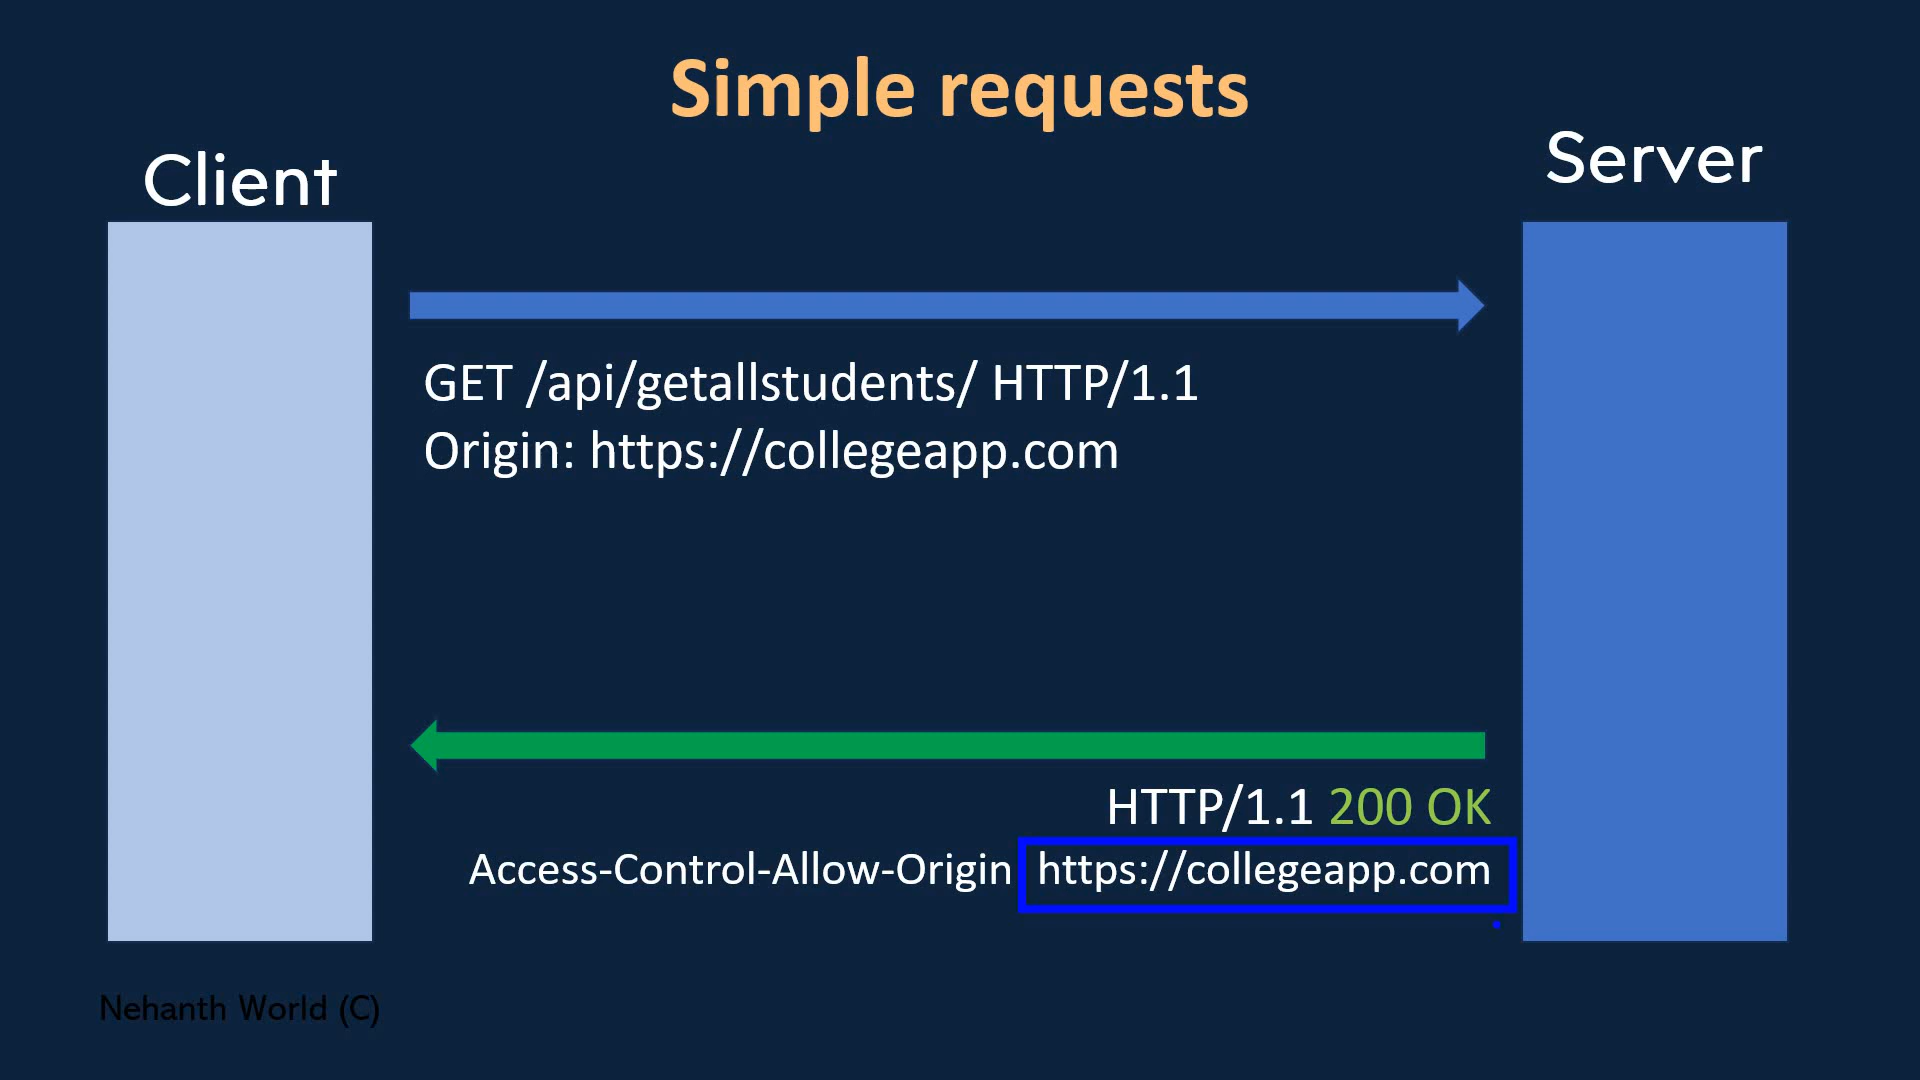 Simple requests
Client
Server
GET /api/getallstudents/ HTTP/1.1
Origin: https://collegeapp.com
HTTP/1.1 200 OK
Access-Control-Allow-Origin https://collegeapp.com
Nehanth World (C)